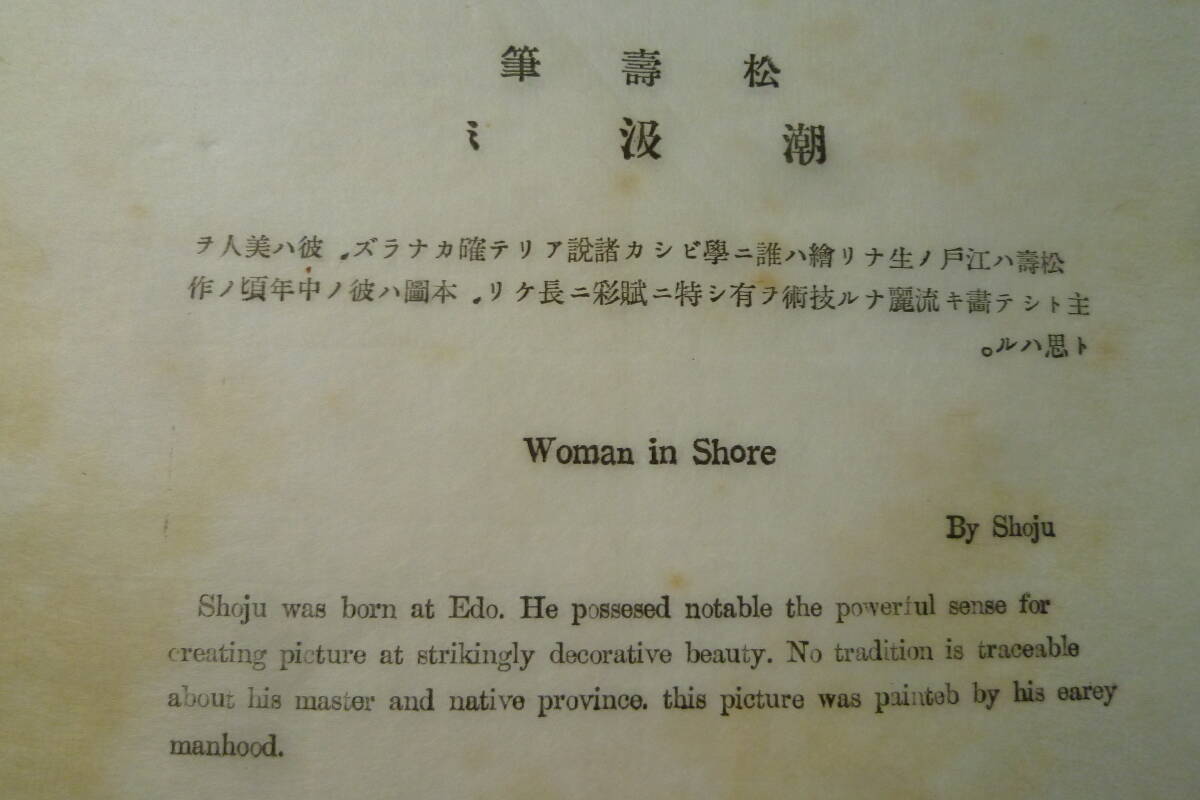 松壽筆
潮汲ミ
松壽ハ江戶ノ生ナリ繪ハ誰ニ學ビシカ諸說アリテ確カナラズ。彼ハ美人ヲ
主トシテ畵キ流麗ナル技術ヲ有シ特ニ賦彩ニ長ケリ。本圖ハ彼ノ中年頃ノ作
ト思ハル。
Woman in Shore
By Shoju
Shoju was born at Edo. He possesed notable the powerful sense for
creating picture at strikingly decorative beauty. No tradition is traceable
about his master and native province. this picture was painteb by his earey
manhood.